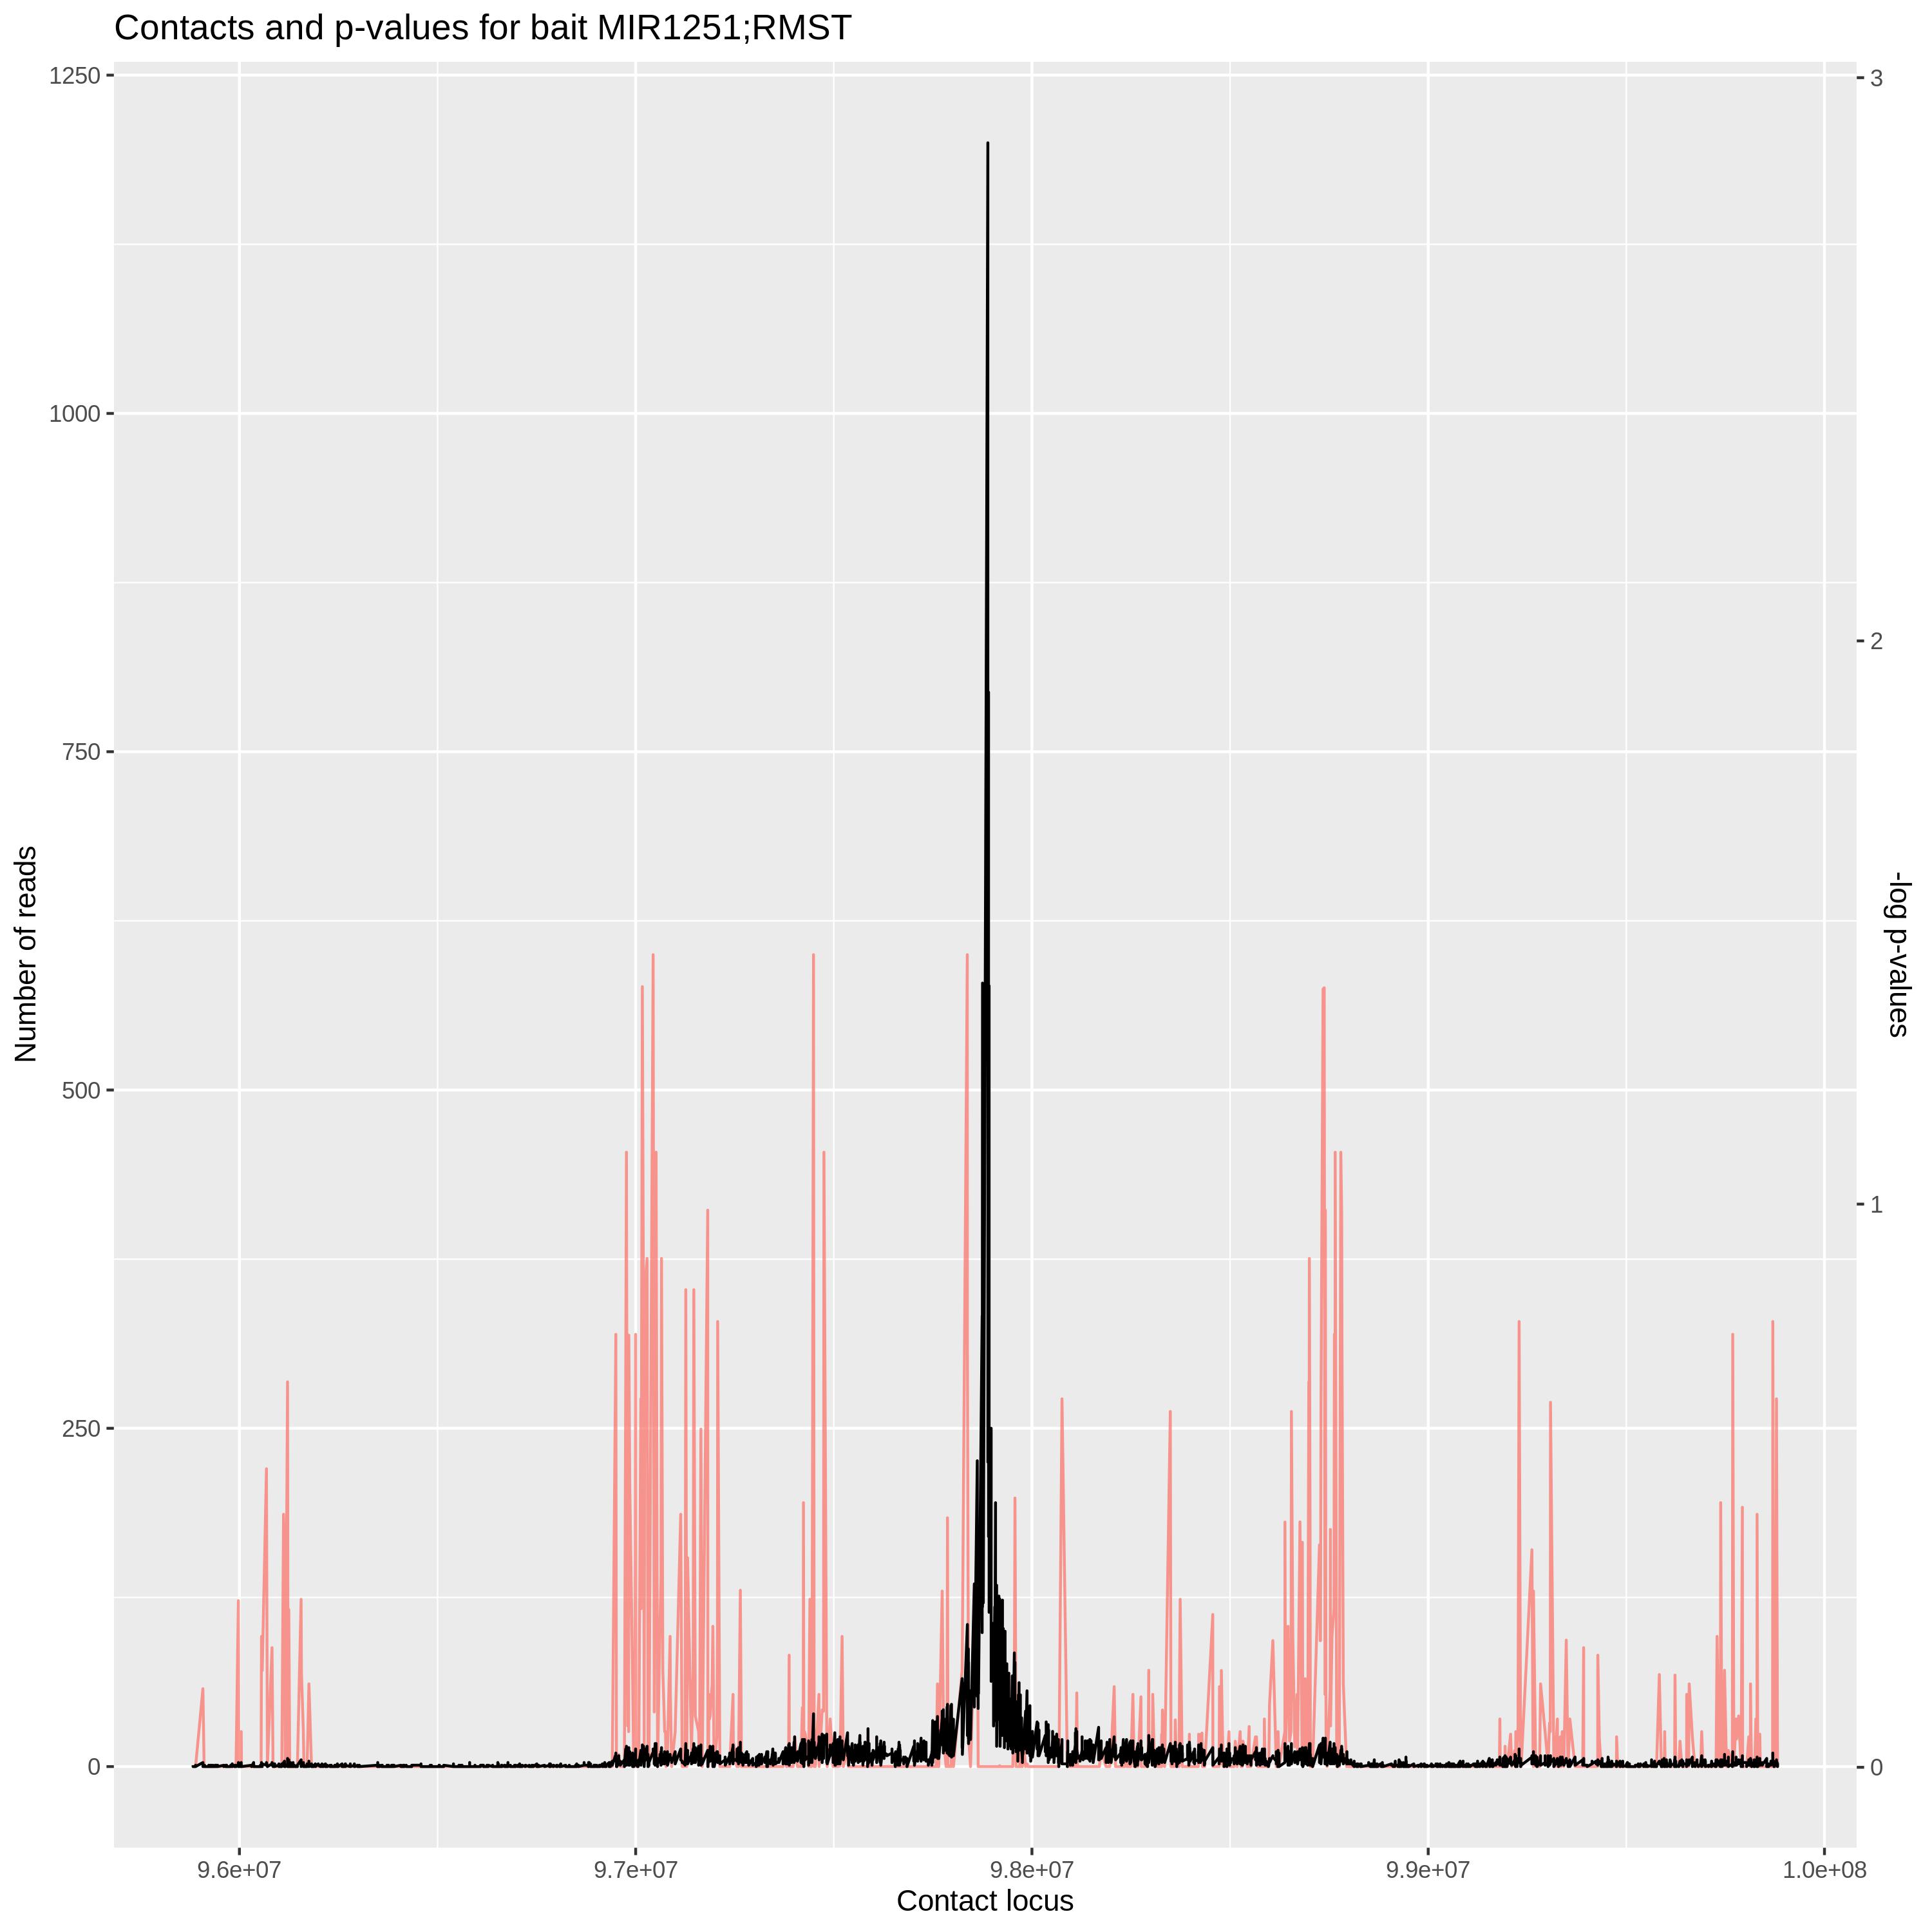 Contacts and p-values for bait MIR1251;RMST
1250
1000
750
500
250
0
Number of reads
3
2
1
0
-log p-values
9.6e+07
9.7e+07
9.8e+07
9.9e+07
1.0e+08
Contact locus